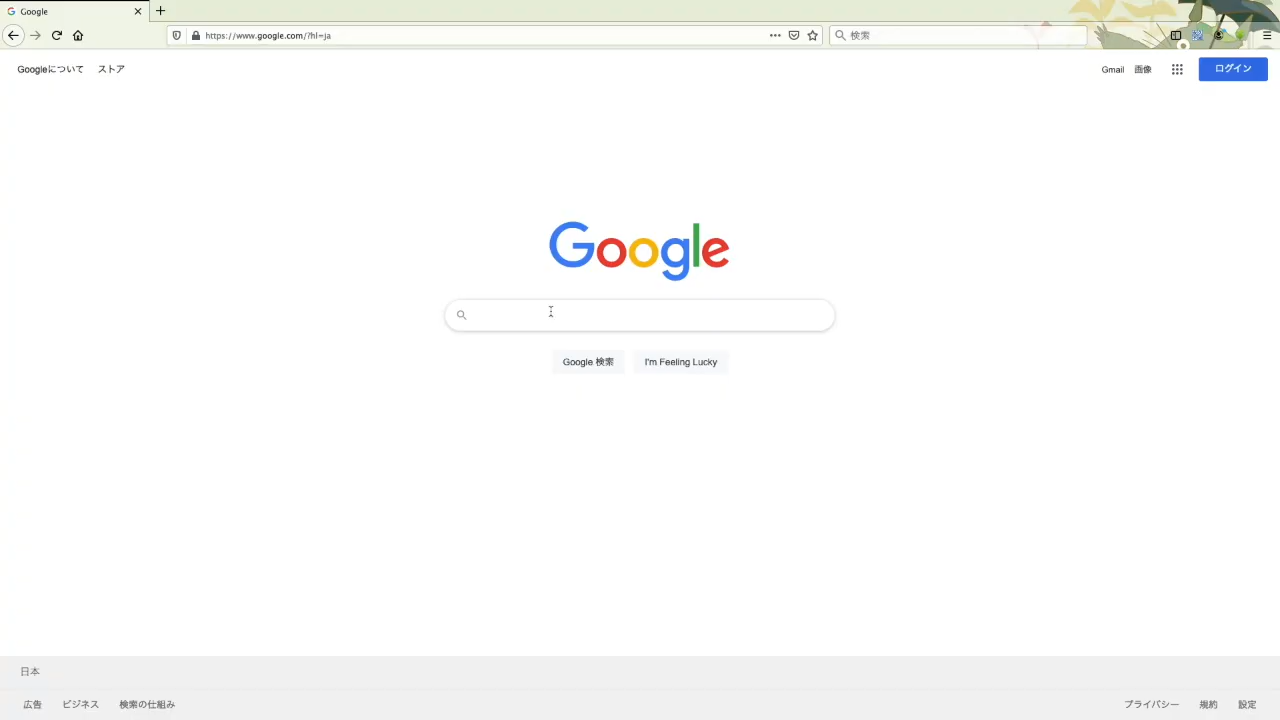 Google
https://www.google.com/?hl=ja
検索
Googleについて ストア
Gmail 画像 ログイン
Google
Google 検索 I'm Feeling Lucky
日本
広告 ビジネス 検索の仕組み
プライバシー 規約 設定